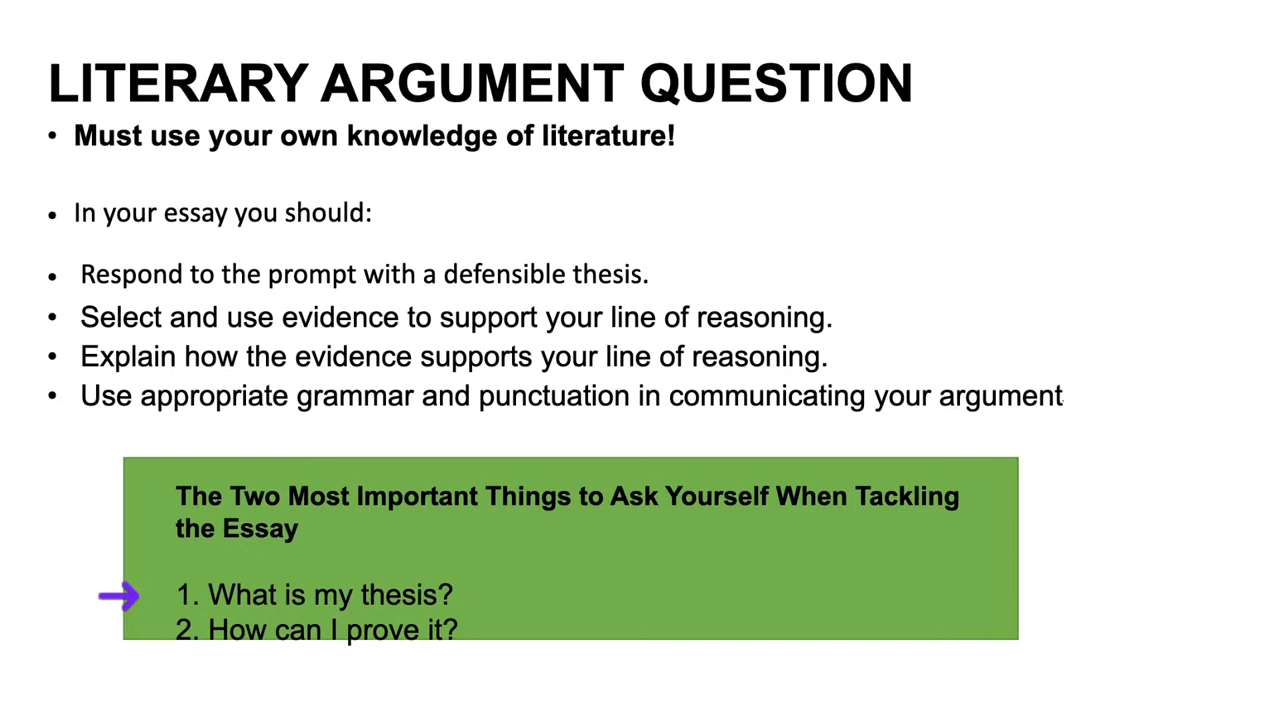 LITERARY ARGUMENT QUESTION
• Must use your own knowledge of literature!
• In your essay you should:
• Respond to the prompt with a defensible thesis.
• Select and use evidence to support your line of reasoning.
• Explain how the evidence supports your line of reasoning.
• Use appropriate grammar and punctuation in communicating your argument
The Two Most Important Things to Ask Yourself When Tackling
the Essay
1. What is my thesis?
2. How can I prove it?